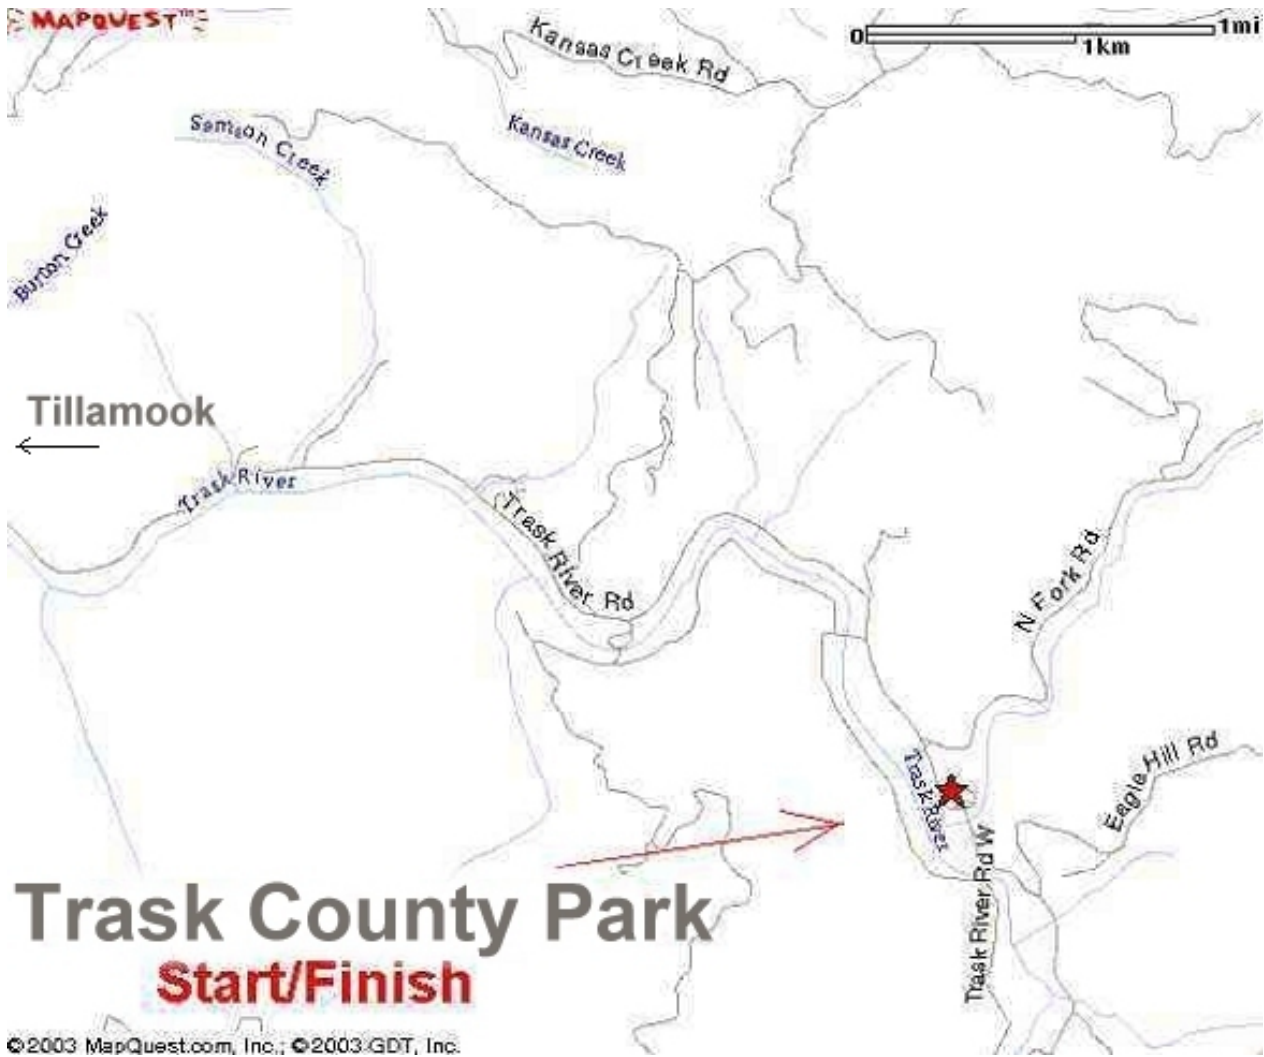 MAPQUEST™
0 1mi
1km
Kansas Creek Rd
Samson Creek
Kansas Creek
Burton Creek
Tillamook
Trask River
Trask River Rd
N Fork Rd
Eagle Hill Rd
Trask River
Trask River Rd W
Trask County Park
Start/Finish
©2003 MapQuest.com, Inc.; ©2003 GDT, Inc.